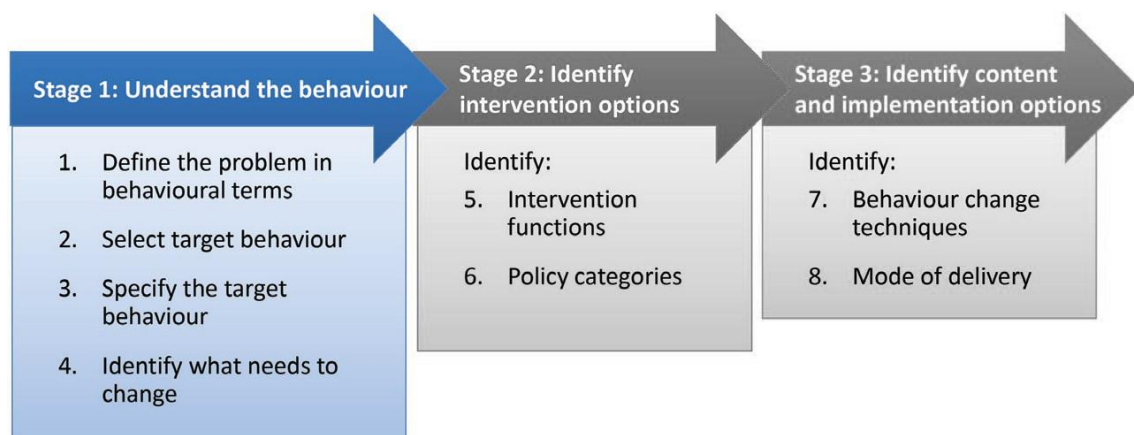 Stage 1: Understand the behaviour
1. Define the problem in
behavioural terms
2. Select target behaviour
3. Specify the target
behaviour
4. Identify what needs to
change
Stage 2: Identify
intervention options
Identify:
5. Intervention
functions
6. Policy categories
Stage 3: Identify content
and implementation options
Identify:
7. Behaviour change
techniques
8. Mode of delivery